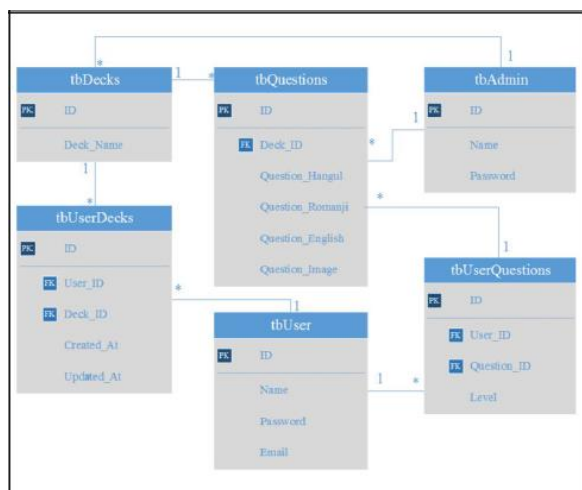 1
*
tbDecks
PK ID
Deck_Name
1
*
tbQuestions
PK ID
FK Deck_ID
Question_Hangul
Question_Romanji
Question_English
Question_Image
1
tbAdmin
PK ID
Name
Password
*
1
1
*
tbUserDecks
PK ID
FK User_ID
FK Deck_ID
Created_At
Updated_At
*
1
tbUser
PK ID
Name
Password
Email
*
1
tbUserQuestions
PK ID
FK User_ID
FK Question_ID
Level
1
*